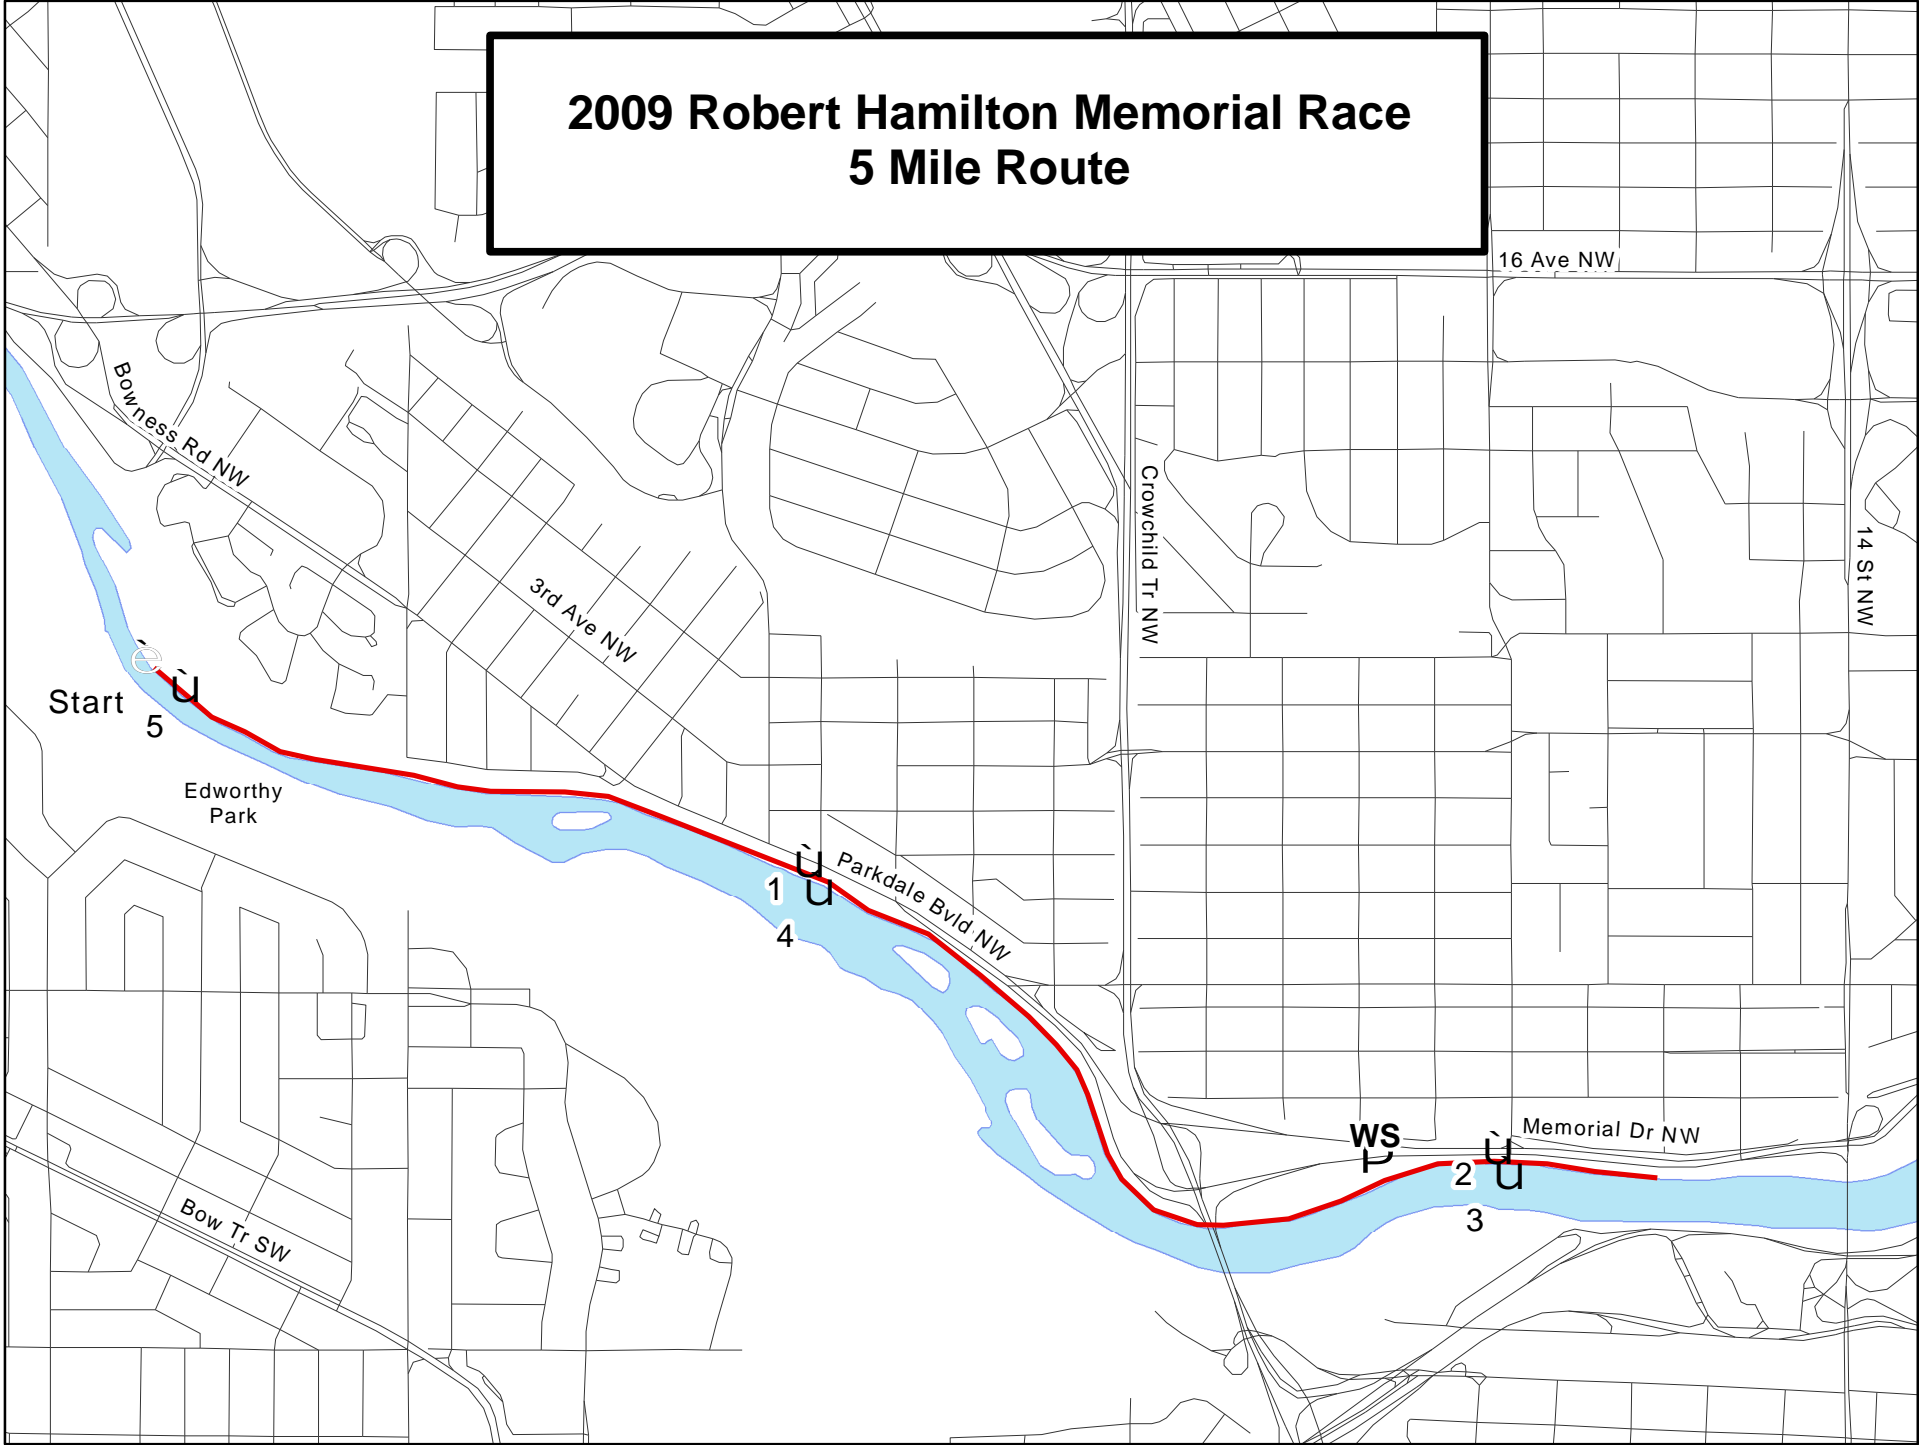 2009 Robert Hamilton Memorial Race
5 Mile Route
16 Ave NW
Bowness Rd NW
Crowchild Tr NW
14 St NW
3rd Ave NW
ù
Start
5
Edworthy
Park
ù
1
u
Parkdale Bvld NW
4
WS
Memorial Dr NW
ù
2
u
3
Bow Tr SW